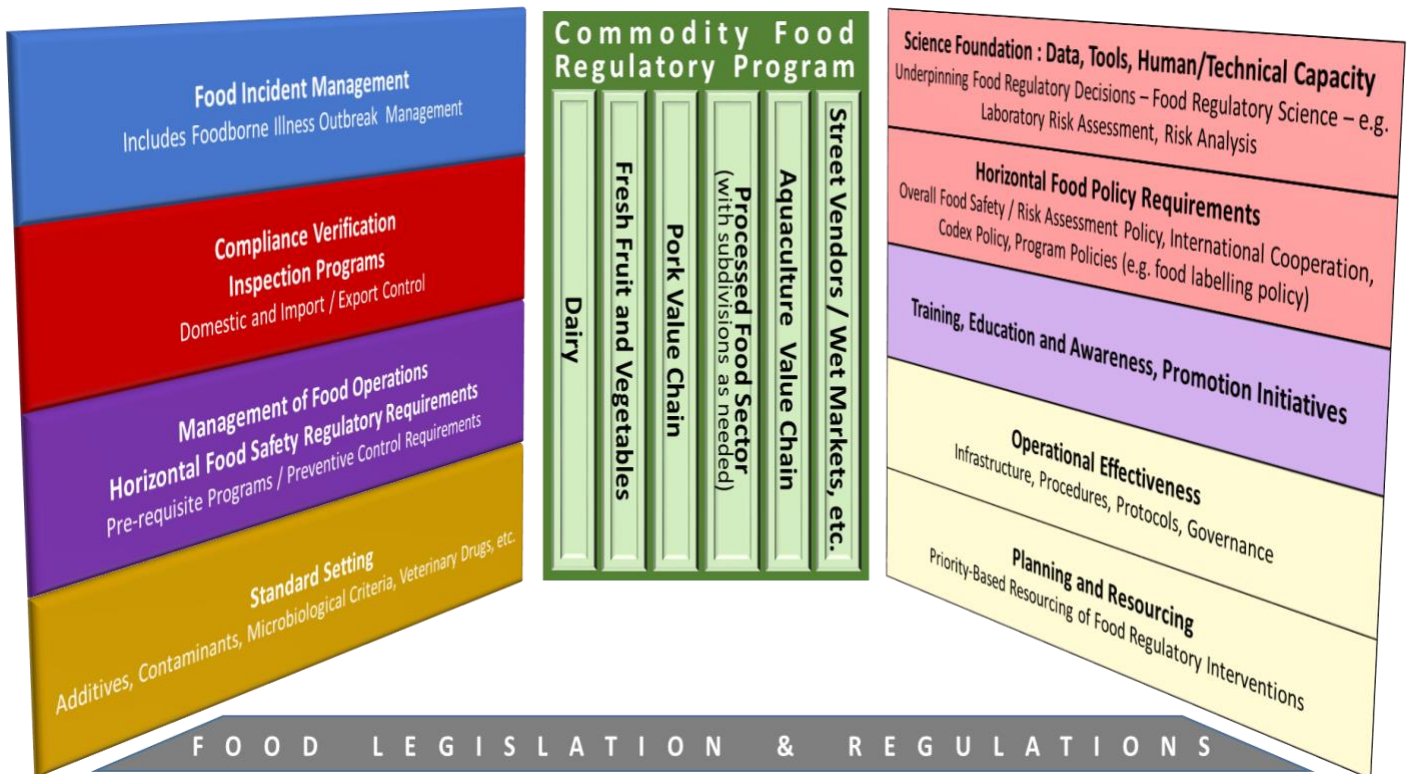 Food Incident Management
Includes Foodborne Illness Outbreak Management
Compliance Verification
Inspection Programs
Domestic and Import / Export Control
Management of Food Operations
Horizontal Food Safety Regulatory Requirements
Pre-requisite Programs / Preventive Control Requirements
Standard Setting
Additives, Contaminants, Microbiological Criteria, Veterinary Drugs, etc.
Commodity Food
Regulatory Program
Dairy
Fresh Fruit and Vegetables
Pork Value Chain
Processed Food Sector
(with subdivisions as needed)
Aquaculture Value Chain
Street Vendors / Wet Markets, etc.
Science Foundation : Data, Tools, Human/Technical Capacity
Underpinning Food Regulatory Decisions – Food Regulatory Science – e.g.
Laboratory Risk Assessment, Risk Analysis
Horizontal Food Policy Requirements
Overall Food Safety / Risk Assessment Policy, International Cooperation,
Codex Policy, Program Policies (e.g. food labelling policy)
Training, Education and Awareness, Promotion Initiatives
Operational Effectiveness
Infrastructure, Procedures, Protocols, Governance
Planning and Resourcing
Priority-Based Resourcing of Food Regulatory Interventions
FOOD LEGISLATION & REGULATIONS